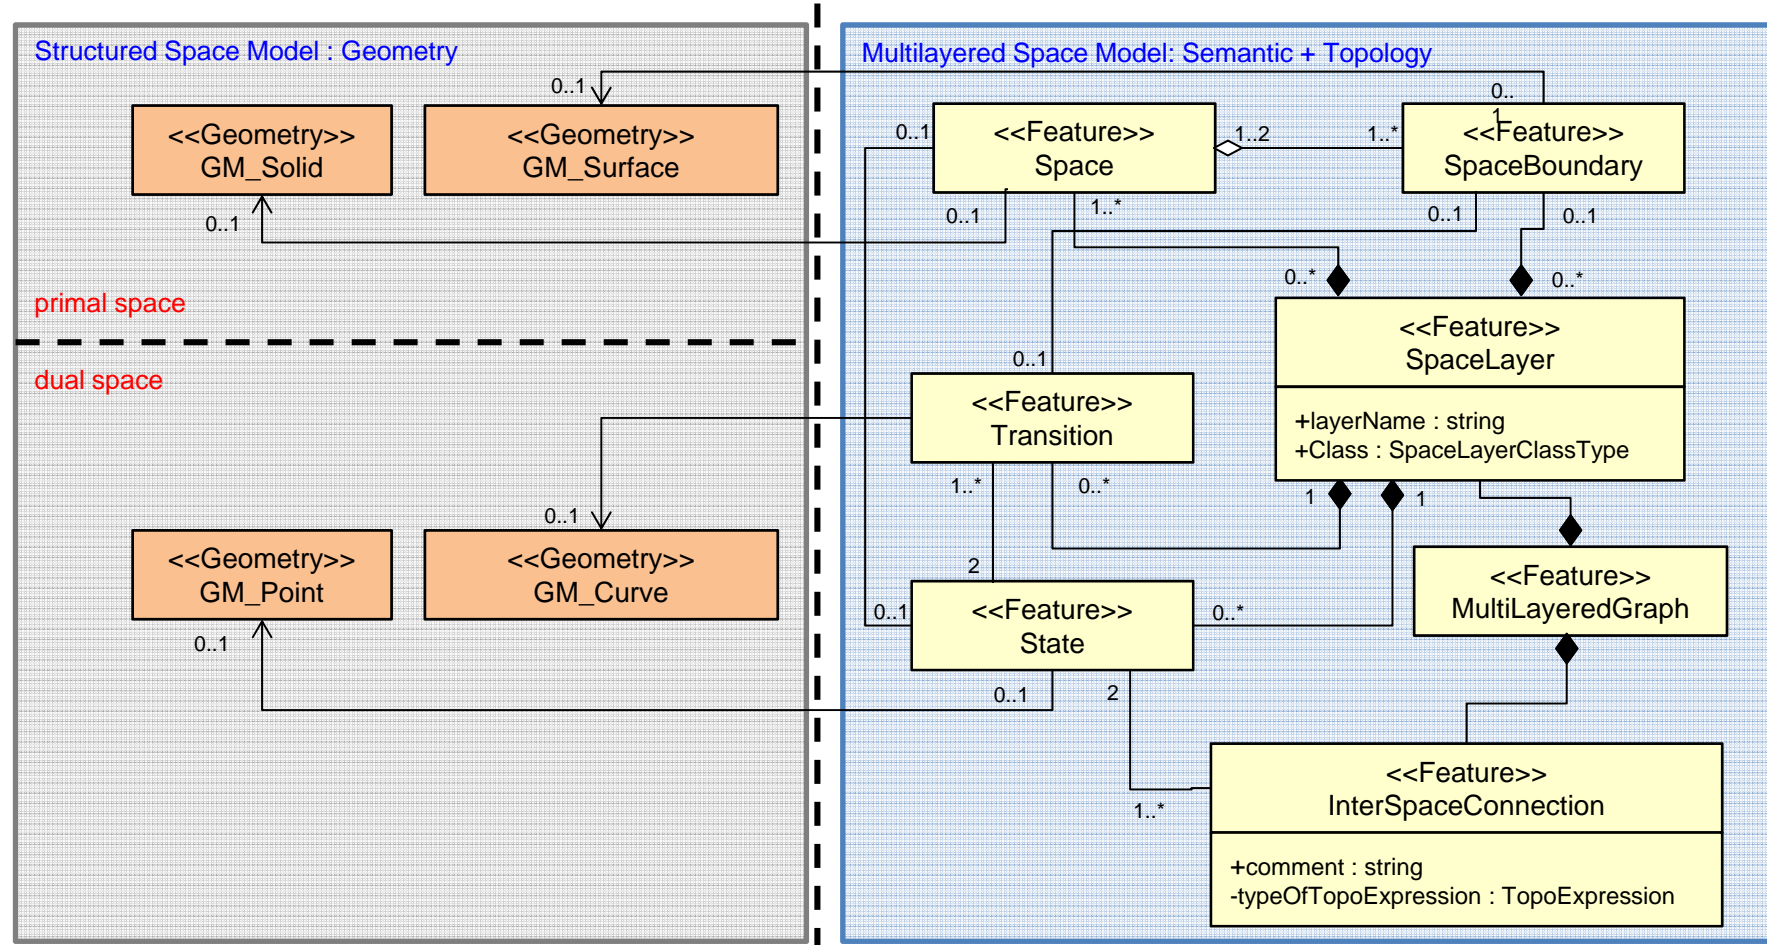 Structured Space Model : Geometry
Multilayered Space Model: Semantic + Topology
0..1
0..
1
<<Geometry>>
GM_Solid
<<Geometry>>
GM_Surface
0..1
<<Feature>>
Space
1..2
1..*
<<Feature>>
SpaceBoundary
0..1
0..1
1..*
0..1
0..1
0..*
0..*
primal space
dual space
<<Feature>>
SpaceLayer
+layerName : string
+Class : SpaceLayerClassType
0..1
<<Feature>>
Transition
1..*
0..*
1
1
0..1
<<Geometry>>
GM_Point
<<Geometry>>
GM_Curve
2
0..1
<<Feature>>
State
0..*
<<Feature>>
MultiLayeredGraph
0..1
0..1
2
1..*
<<Feature>>
InterSpaceConnection
+comment : string
-typeOfTopoExpression : TopoExpression